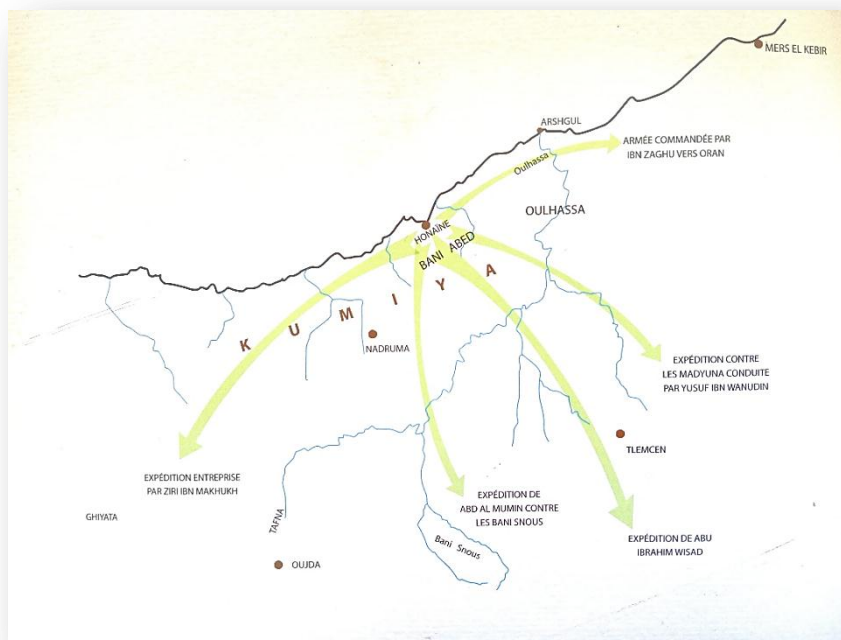 MERS EL KEBIR
ARSHGUL
ARMÉE COMMANDÉE PAR
IBN ZAGHU VERS ORAN
Oulhassa
OULHASSA
HONAÏNE
BANI ABED
KUMIYA
NADRUMA
EXPÉDITION CONTRE
LES MADYUNA CONDUITE
PAR YUSUF IBN WANUDIN
TLEMCEN
EXPÉDITION ENTREPRISE
PAR ZIRI IBN MAKHUKH
EXPÉDITION DE
ABD AL MUMIN CONTRE
LES BANI SNOUS
GHIYATA
TAFNA
Bani Snous
EXPÉDITION DE ABU
IBRAHIM WISAD
OUJDA